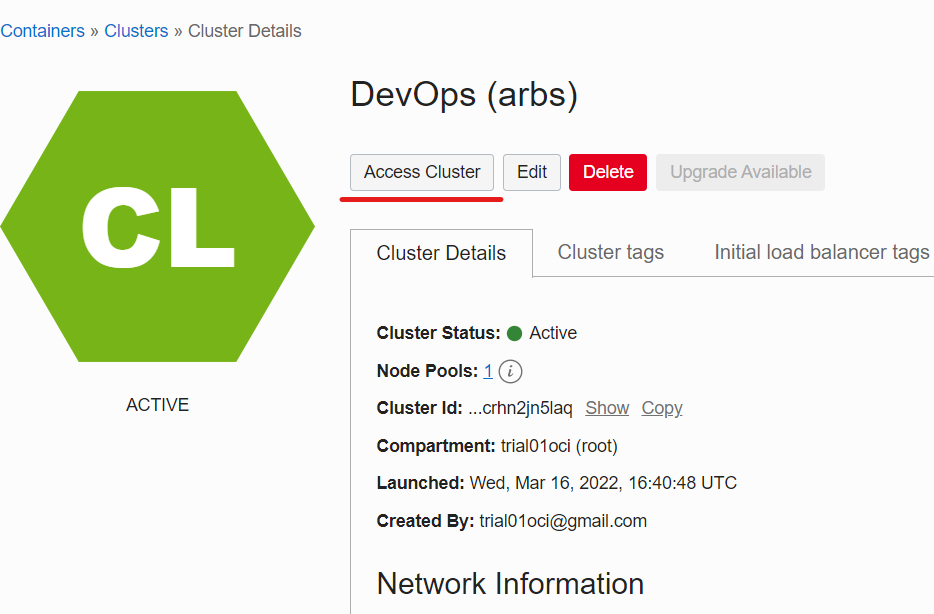 Containers » Clusters » Cluster Details
CL
ACTIVE
DevOps (arbs)
Access Cluster Edit Delete Upgrade Available
Cluster Details Cluster tags Initial load balancer tags
Cluster Status: Active
Node Pools: 1 i
Cluster Id: ...crhn2jn5laq Show Copy
Compartment: trial01oci (root)
Launched: Wed, Mar 16, 2022, 16:40:48 UTC
Created By: trial01oci@gmail.com
Network Information